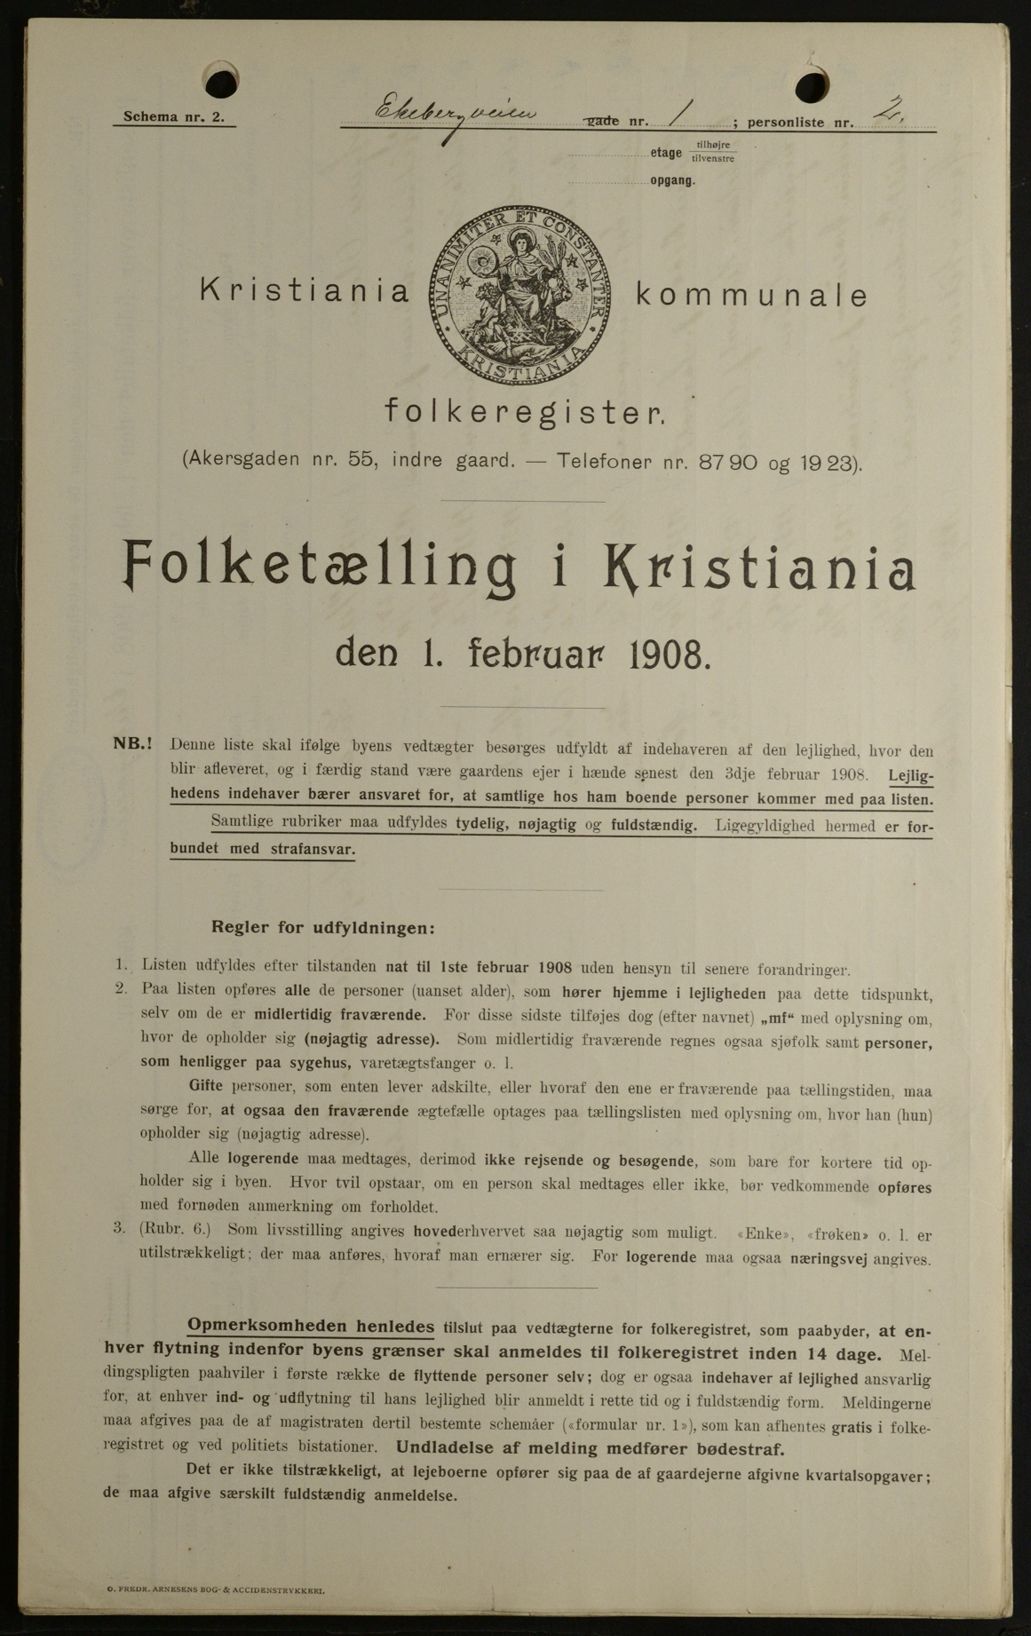 Schema nr. 2.
Ekebergveien gade nr. 1 ; personliste nr. 2.
etage tilhøjre
tilvenstre
opgang.
UNANIMITER ET CONSTANTER
KRISTIANIA
Kristiania kommunale
folkeregister.
(Akersgaden nr. 55, indre gaard. — Telefoner nr. 8790 og 1923).
Folketælling i Kristiania
den 1. februar 1908.
NB.! Denne liste skal ifølge byens vedtægter besørges udfyldt af indehaveren af den lejlighed, hvor den
blir afleveret, og i færdig stand være gaardens ejer i hænde senest den 3dje februar 1908. Lejlig-
hedens indehaver bærer ansvaret for, at samtlige hos ham boende personer kommer med paa listen.
Samtlige rubriker maa udfyldes tydelig, nøjagtig og fuldstændig. Ligegyldighed hermed er for-
bundet med strafansvar.
Regler for udfyldningen:
1. Listen udfyldes efter tilstanden nat til 1ste februar 1908 uden hensyn til senere forandringer.
2. Paa listen opføres alle de personer (uanset alder), som hører hjemme i lejligheden paa dette tidspunkt,
selv om de er midlertidig fraværende. For disse sidste tilføjes dog (efter navnet) „mf“ med oplysning om,
hvor de opholder sig (nøjagtig adresse). Som midlertidig fraværende regnes ogsaa sjøfolk samt personer,
som henligger paa sygehus, varetægtsfanger o. l.
Gifte personer, som enten lever adskilte, eller hvoraf den ene er fraværende paa tællingstiden, maa
sørge for, at ogsaa den fraværende ægtefælle optages paa tællingslisten med oplysning om, hvor han (hun)
opholder sig (nøjagtig adresse).
Alle logerende maa medtages, derimod ikke rejsende og besøgende, som bare for kortere tid op-
holder sig i byen. Hvor tvil opstaar, om en person skal medtages eller ikke, bør vedkommende opføres
med fornøden anmerkning om forholdet.
3. (Rubr. 6.) Som livsstilling angives hovederhvervet saa nøjagtig som muligt. «Enke», «frøken» o. l. er
utilstrækkeligt; der maa anføres, hvoraf man ernærer sig. For logerende maa ogsaa næringsvej angives.
Opmerksomheden henledes tilslut paa vedtægterne for folkeregistret, som paabyder, at en-
hver flytning indenfor byens grænser skal anmeldes til folkeregistret inden 14 dage. Mel-
dingspligten paahviler i første række de flyttende personer selv; dog er ogsaa indehaver af lejlighed ansvarlig
for, at enhver ind- og udflytning til hans lejlighed blir anmeldt i rette tid og i fuldstændig form. Meldingerne
maa afgives paa de af magistraten dertil bestemte schemåer («formular nr. 1»), som kan afhentes gratis i folke-
registret og ved politiets bistationer. Undladelse af melding medfører bødestraf.
Det er ikke tilstrækkeligt, at lejeboerne opfører sig paa de af gaardejerne afgivne kvartalsopgaver;
de maa afgive særskilt fuldstændig anmeldelse.
O. FREDR. ARNESENS BOG- & ACCIDENSTRYKKERI.